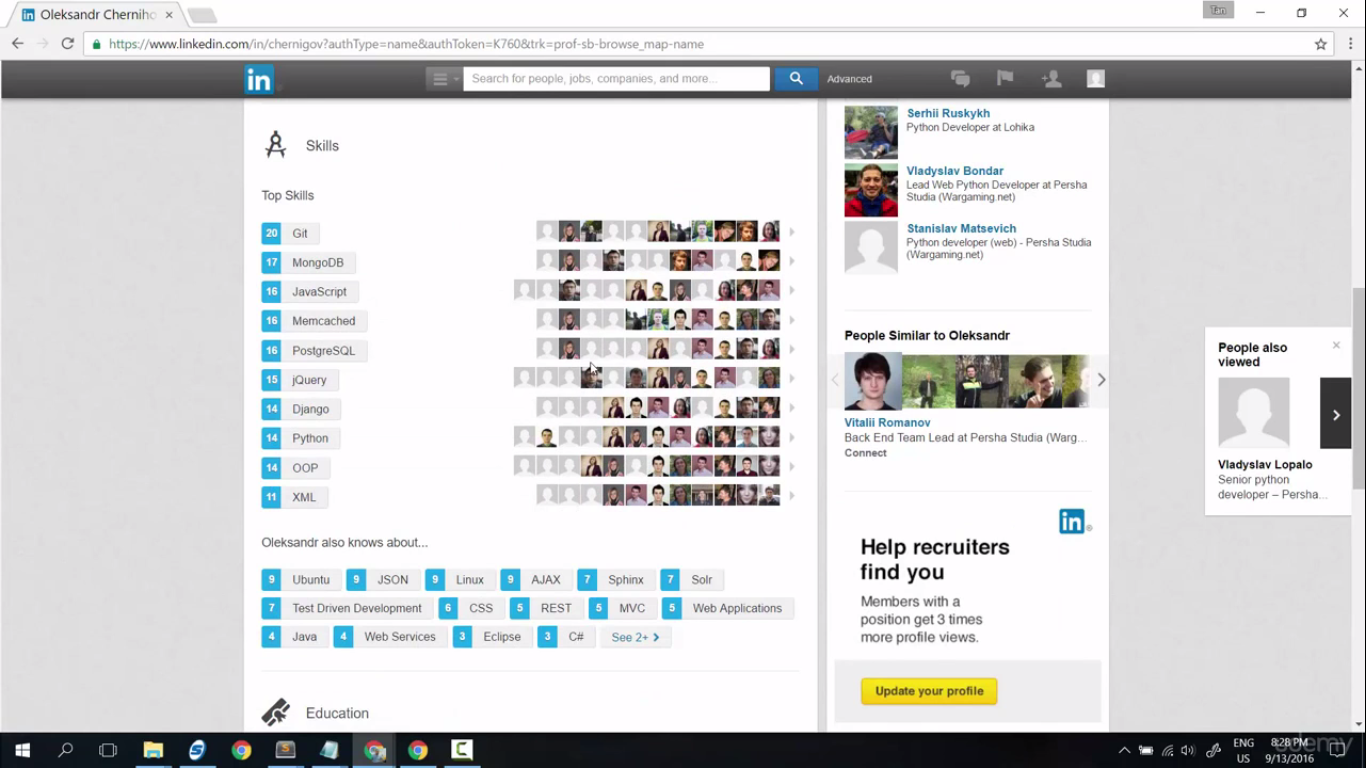 Oleksandr Cherniho
Tan
https://www.linkedin.com/in/chernigov?authType=name&authToken=K760&trk=prof-sb-browse_map-name
in
Search for people, jobs, companies, and more...
Advanced
Skills
Top Skills
20 Git
17 MongoDB
16 JavaScript
16 Memcached
16 PostgreSQL
15 jQuery
14 Django
14 Python
14 OOP
11 XML
Oleksandr also knows about...
9 Ubuntu 9 JSON 9 Linux 9 AJAX 7 Sphinx 7 Solr
7 Test Driven Development 6 CSS 5 REST 5 MVC 5 Web Applications
4 Java 4 Web Services 3 Eclipse 3 C# See 2+
Education
Serhii Ruskykh
Python Developer at Lohika
Vladyslav Bondar
Lead Web Python Developer at Persha
Studia (Wargaming.net)
Stanislav Matsevich
Python developer (web) - Persha Studia
(Wargaming.net)
People Similar to Oleksandr
Vitalii Romanov
Back End Team Lead at Persha Studia (Warg...
Connect
in
Help recruiters
find you
Members with a
position get 3 times
more profile views.
Update your profile
People also
viewed
Vladyslav Lopalo
Senior python
developer – Persha...
ENG
US
8:28 PM
9/13/2016
udemy